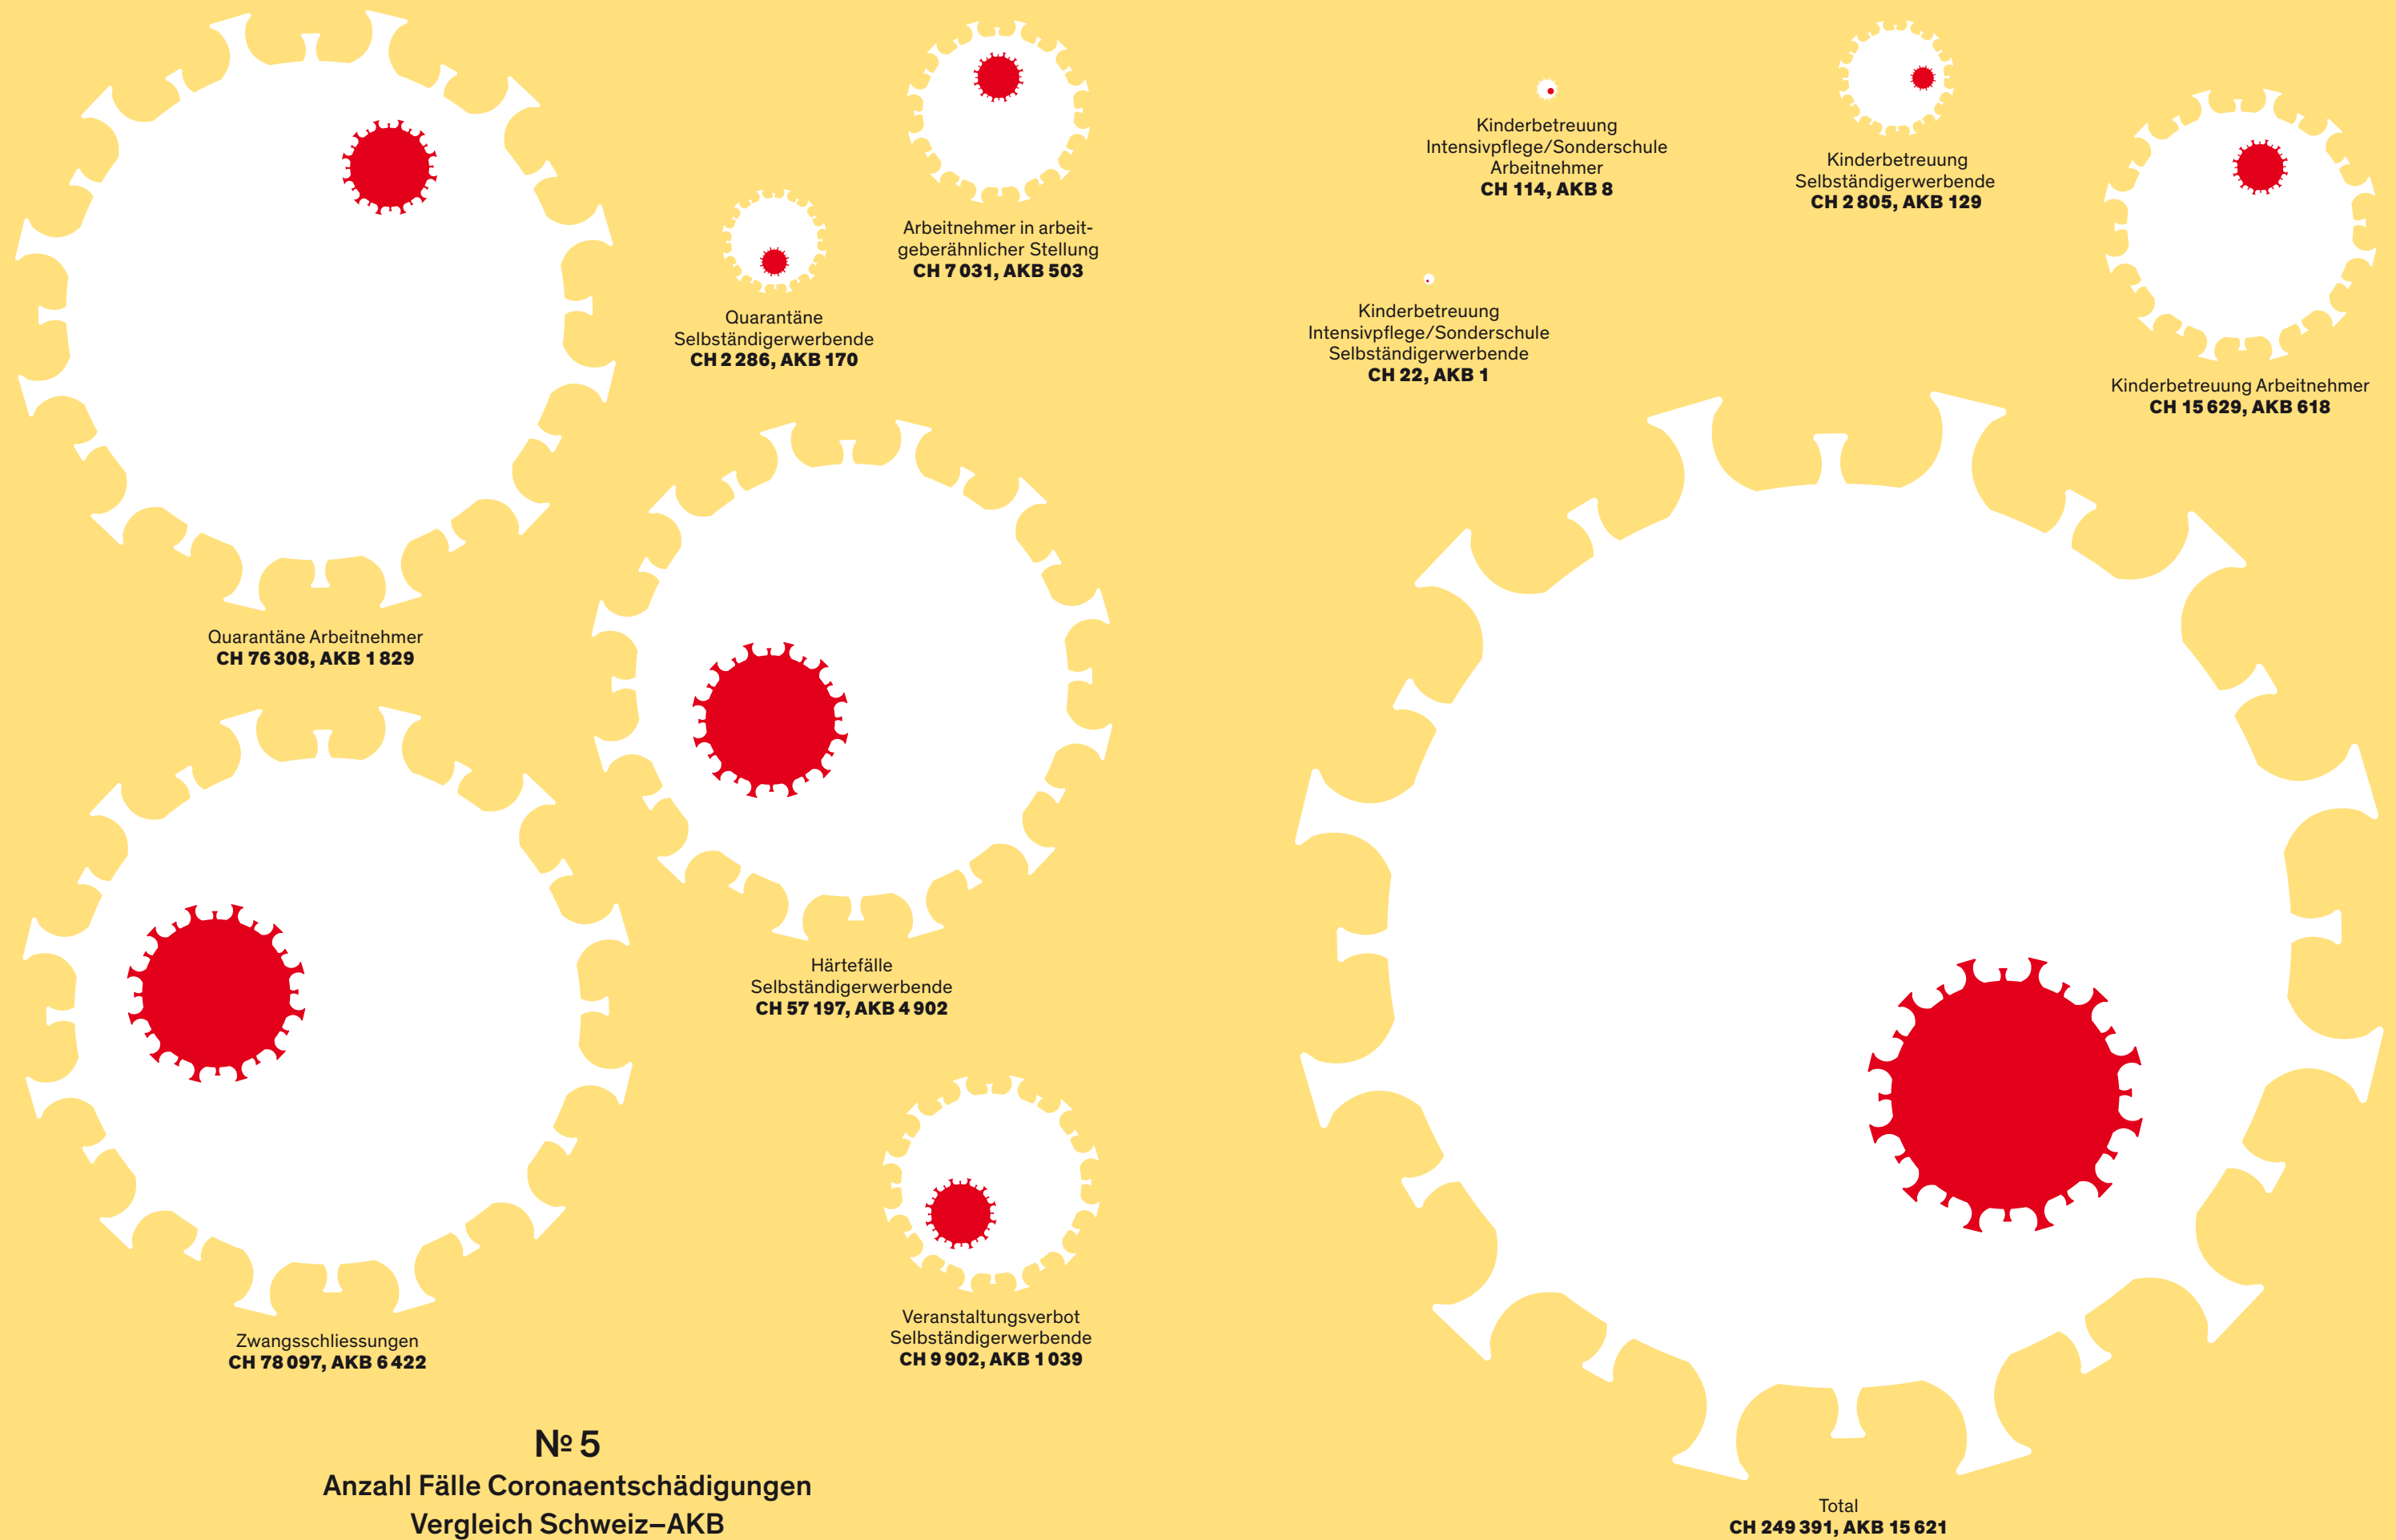 Arbeitnehmer in arbeit-
geberähnlicher Stellung
CH 7 031, AKB 503
Quarantäne
Selbständigerwerbende
CH 2 286, AKB 170
Quarantäne Arbeitnehmer
CH 76 308, AKB 1 829
Härtefälle
Selbständigerwerbende
CH 57 197, AKB 4 902
Zwangsschliessungen
CH 78 097, AKB 6 422
Veranstaltungsverbot
Selbständigerwerbende
CH 9 902, AKB 1 039
№ 5
Anzahl Fälle Coronaentschädigungen
Vergleich Schweiz–AKB
Kinderbetreuung
Intensivpflege/Sonderschule
Arbeitnehmer
CH 114, AKB 8
Kinderbetreuung
Selbständigerwerbende
CH 2 805, AKB 129
Kinderbetreuung
Intensivpflege/Sonderschule
Selbständigerwerbende
CH 22, AKB 1
Kinderbetreuung Arbeitnehmer
CH 15 629, AKB 618
Total
CH 249 391, AKB 15 621